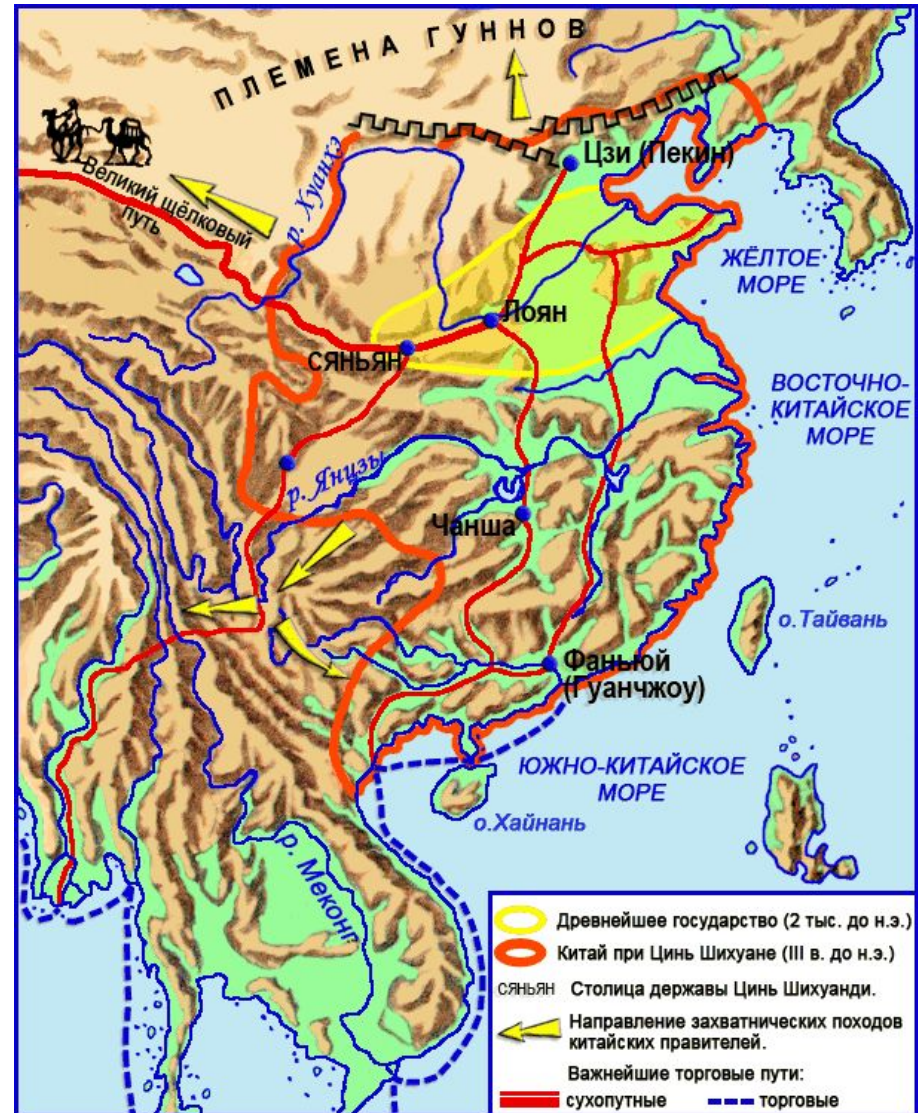 ПЛЕМЕНА ГУННОВ
Великий щёлковый
путь
р. Хуанхэ
Цзи (Пекин)
ЖЁЛТОЕ
МОРЕ
Лоян
СЯНЬЯН
ВОСТОЧНО-
КИТАЙСКОЕ
МОРЕ
р. Янцзы
Чанша
о.Тайвань
Фаньюй
(Гуанчжоу)
ЮЖНО-КИТАЙСКОЕ
МОРЕ
о.Хайнань
р. Меконг
Древнейшее государство (2 тыс. до н.э.)
Китай при Цинь Шихуане (III в. до н.э.)
СЯНЬЯН Столица державы Цинь Шихуанди.
Направление захватнических походов
китайских правителей.
Важнейшие торговые пути:
сухопутные торговые